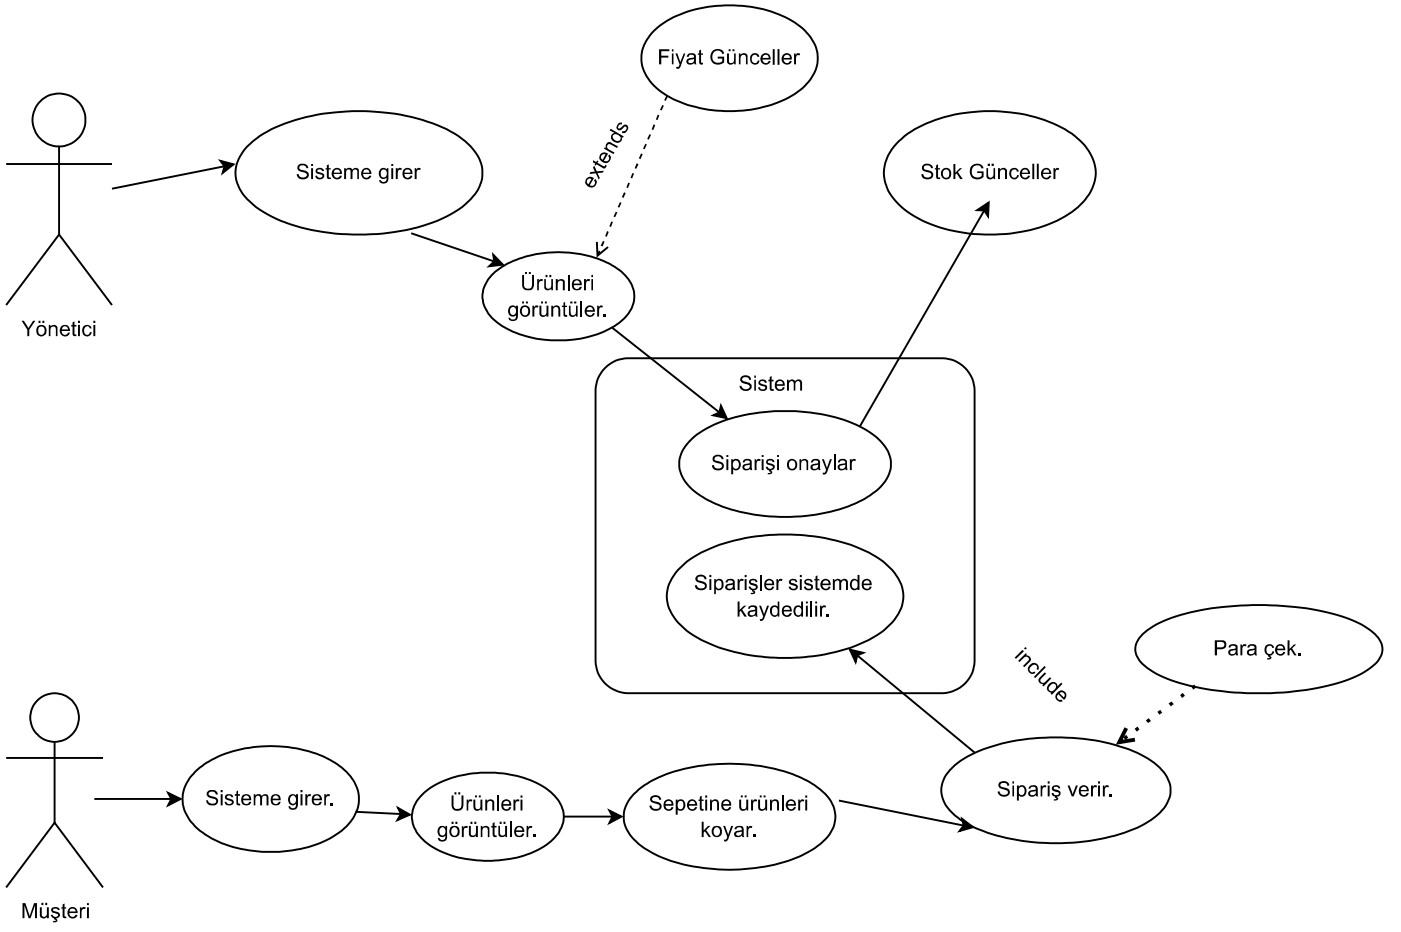 Fiyat Günceller
extends
Sisteme girer
Stok Günceller
Ürünleri
görüntüler.
Yönetici
Sistem
Siparişi onaylar
Siparişler sistemde
kaydedilir.
include
Para çek.
Sisteme girer.
Ürünleri
görüntüler.
Sepetine ürünleri
koyar.
Sipariş verir.
Müşteri